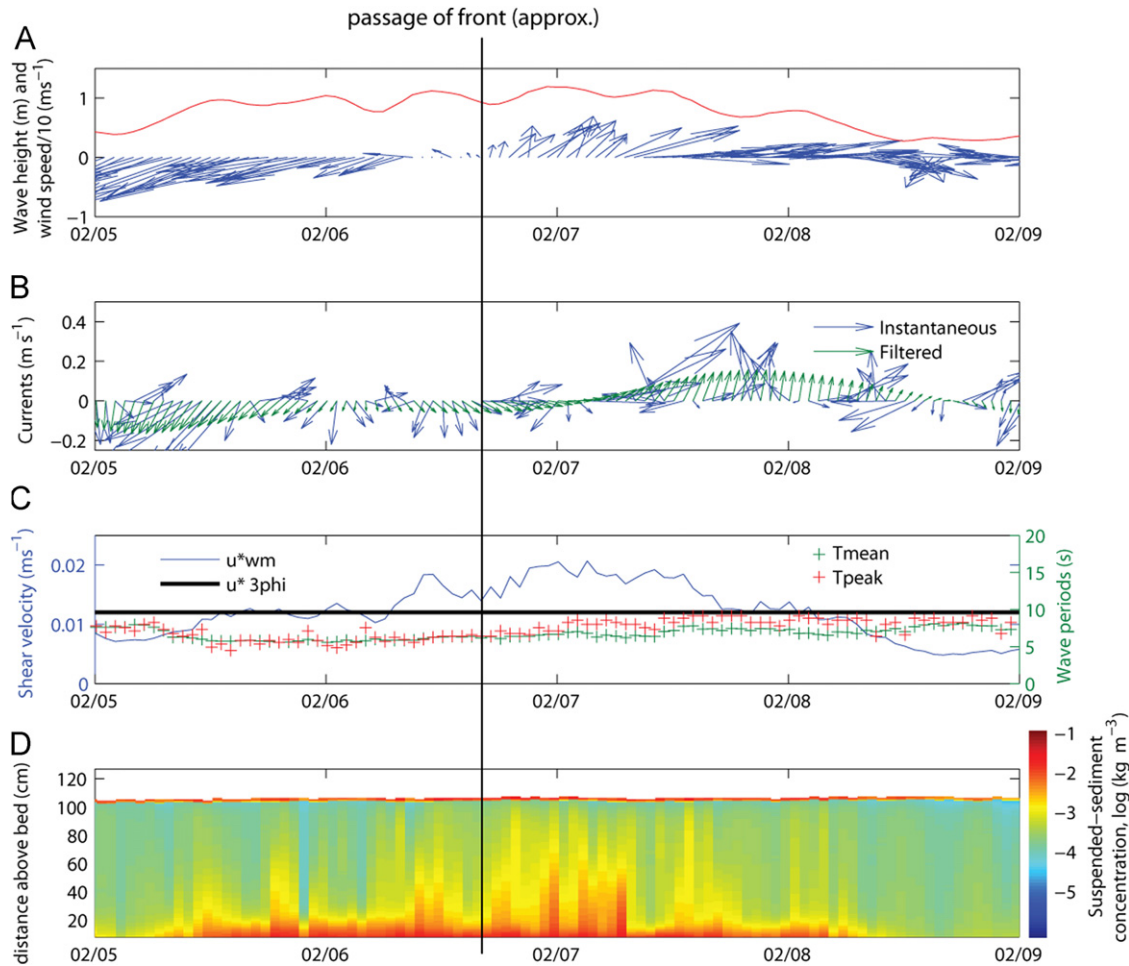 passage of front (approx.)
A
Wave height (m) and
wind speed/10 (ms⁻¹)
1
0
−1
02/05 02/06 02/07 02/08 02/09
B
Currents (m s⁻¹)
0.4
0.2
0
−0.2
Instantaneous
Filtered
02/05 02/06 02/07 02/08 02/09
C
Shear velocity (ms⁻¹)
0.02
0.01
0
u*wm
u* 3phi
Tmean
Tpeak
20
15
10
5
0
Wave periods (s)
02/05 02/06 02/07 02/08 02/09
D
distance above bed (cm)
120
100
80
60
40
20
02/05 02/06 02/07 02/08 02/09
−1
−2
−3
−4
−5
Suspended−sediment
concentration, log (kg m⁻³)